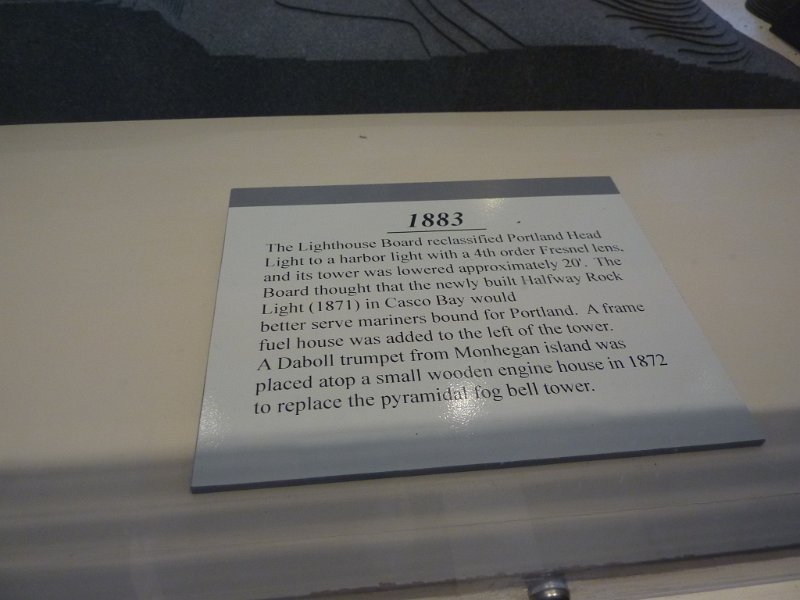 1883
The Lighthouse Board reclassified Portland Head
Light to a harbor light with a 4th order Fresnel lens,
and its tower was lowered approximately 20'. The
Board thought that the newly built Halfway Rock
Light (1871) in Casco Bay would
better serve mariners bound for Portland. A frame
fuel house was added to the left of the tower.
A Daboll trumpet from Monhegan island was
placed atop a small wooden engine house in 1872
to replace the pyramidal fog bell tower.